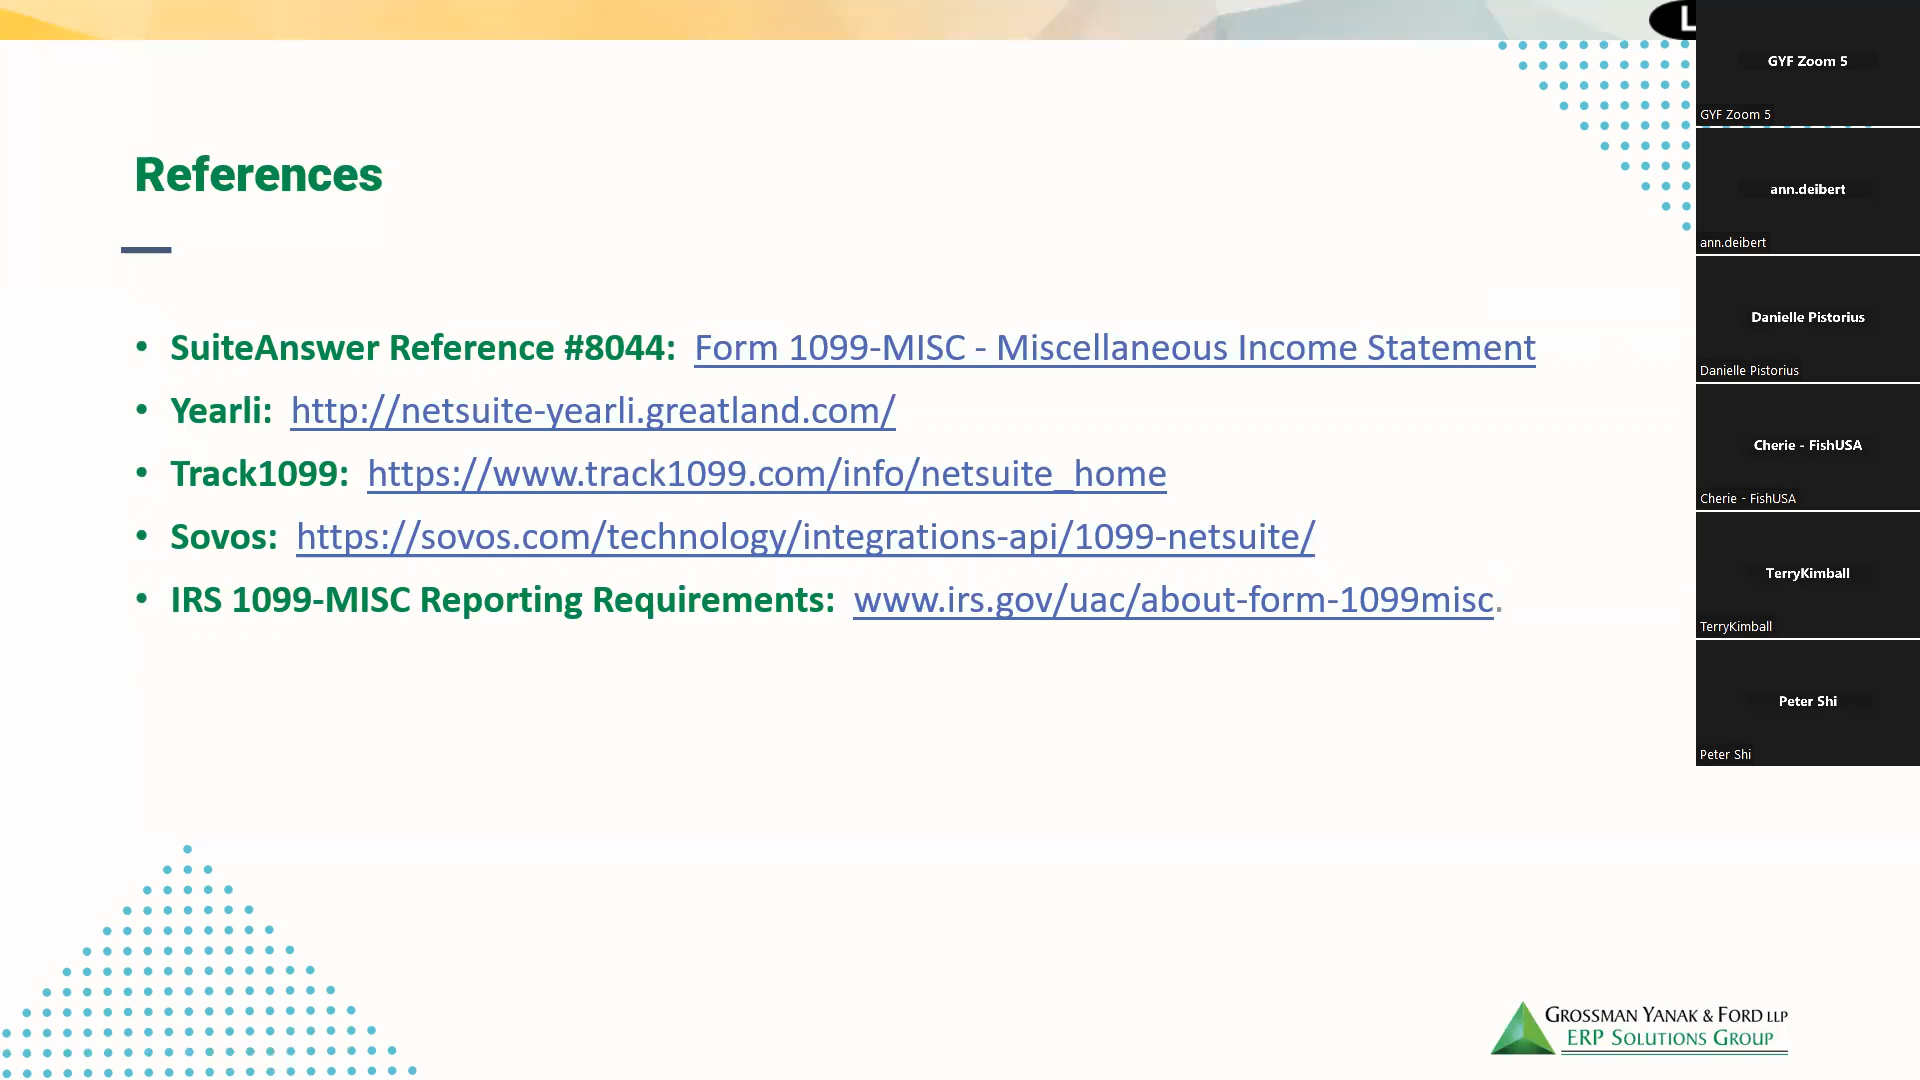 References
• SuiteAnswer Reference #8044: Form 1099-MISC - Miscellaneous Income Statement
• Yearli: http://netsuite-yearli.greatland.com/
• Track1099: https://www.track1099.com/info/netsuite_home
• Sovos: https://sovos.com/technology/integrations-api/1099-netsuite/
• IRS 1099-MISC Reporting Requirements: www.irs.gov/uac/about-form-1099misc.
GROSSMAN YANAK & FORD LLP
ERP SOLUTIONS GROUP
L
GYF Zoom 5
GYF Zoom 5
ann.deibert
ann.deibert
Danielle Pistorius
Danielle Pistorius
Cherie - FishUSA
Cherie - FishUSA
TerryKimball
TerryKimball
Peter Shi
Peter Shi